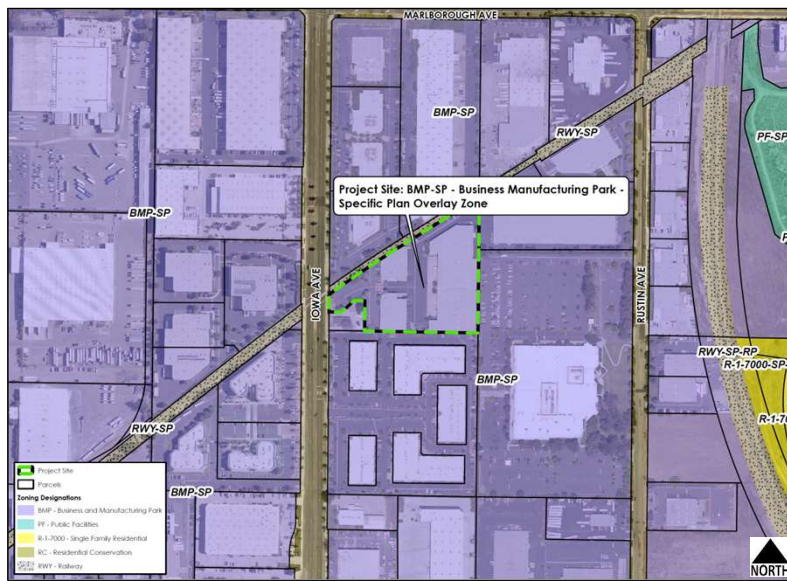 MARLBOROUGH AVE
BMP-SP
PF-SP
RWY-SP
Project Site: BMP-SP - Business Manufacturing Park -
Specific Plan Overlay Zone
BMP-SP
P
IOWA AVE
RUSTIN AVE
RWY-SP-RP
R-1-7000-SP-
BMP-SP
R-1-70
RWY-SP
BMP-SP
Project Site
Parcels
Zoning Designations
BMP - Business and Manufacturing Park
PF - Public Facilities
R-1-7000 - Single Family Residential
RC - Residential Conservation
RWY - Railway
NORTH